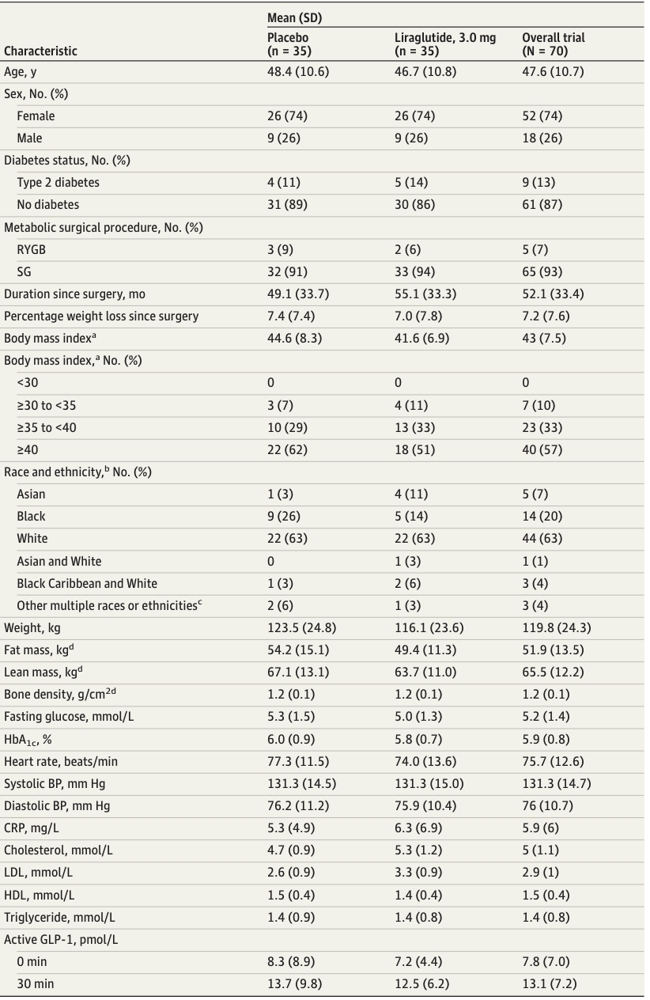 Mean (SD)
Characteristic Placebo (n = 35) Liraglutide, 3.0 mg (n = 35) Overall trial (N = 70)
Age, y 48.4 (10.6) 46.7 (10.8) 47.6 (10.7)
Sex, No. (%)
Female 26 (74) 26 (74) 52 (74)
Male 9 (26) 9 (26) 18 (26)
Diabetes status, No. (%)
Type 2 diabetes 4 (11) 5 (14) 9 (13)
No diabetes 31 (89) 30 (86) 61 (87)
Metabolic surgical procedure, No. (%)
RYGB 3 (9) 2 (6) 5 (7)
SG 32 (91) 33 (94) 65 (93)
Duration since surgery, mo 49.1 (33.7) 55.1 (33.3) 52.1 (33.4)
Percentage weight loss since surgery 7.4 (7.4) 7.0 (7.8) 7.2 (7.6)
Body mass indexᵃ 44.6 (8.3) 41.6 (6.9) 43 (7.5)
Body mass index,ᵃ No. (%)
<30 0 0 0
≥30 to <35 3 (7) 4 (11) 7 (10)
≥35 to <40 10 (29) 13 (33) 23 (33)
≥40 22 (62) 18 (51) 40 (57)
Race and ethnicity,ᵇ No. (%)
Asian 1 (3) 4 (11) 5 (7)
Black 9 (26) 5 (14) 14 (20)
White 22 (63) 22 (63) 44 (63)
Asian and White 0 1 (3) 1 (1)
Black Caribbean and White 1 (3) 2 (6) 3 (4)
Other multiple races or ethnicitiesᶜ 2 (6) 1 (3) 3 (4)
Weight, kg 123.5 (24.8) 116.1 (23.6) 119.8 (24.3)
Fat mass, kgᵈ 54.2 (15.1) 49.4 (11.3) 51.9 (13.5)
Lean mass, kgᵈ 67.1 (13.1) 63.7 (11.0) 65.5 (12.2)
Bone density, g/cm²ᵈ 1.2 (0.1) 1.2 (0.1) 1.2 (0.1)
Fasting glucose, mmol/L 5.3 (1.5) 5.0 (1.3) 5.2 (1.4)
HbA₁c, % 6.0 (0.9) 5.8 (0.7) 5.9 (0.8)
Heart rate, beats/min 77.3 (11.5) 74.0 (13.6) 75.7 (12.6)
Systolic BP, mm Hg 131.3 (14.5) 131.3 (15.0) 131.3 (14.7)
Diastolic BP, mm Hg 76.2 (11.2) 75.9 (10.4) 76 (10.7)
CRP, mg/L 5.3 (4.9) 6.3 (6.9) 5.9 (6)
Cholesterol, mmol/L 4.7 (0.9) 5.3 (1.2) 5 (1.1)
LDL, mmol/L 2.6 (0.9) 3.3 (0.9) 2.9 (1)
HDL, mmol/L 1.5 (0.4) 1.4 (0.4) 1.5 (0.4)
Triglyceride, mmol/L 1.4 (0.9) 1.4 (0.8) 1.4 (0.8)
Active GLP-1, pmol/L
0 min 8.3 (8.9) 7.2 (4.4) 7.8 (7.0)
30 min 13.7 (9.8) 12.5 (6.2) 13.1 (7.2)